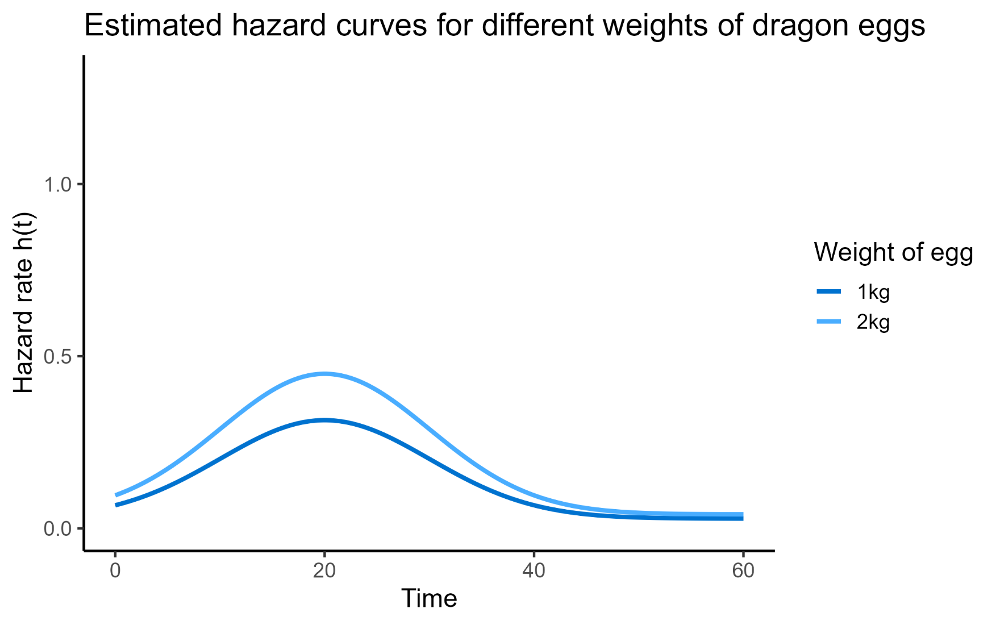 Estimated hazard curves for different weights of dragon eggs
Hazard rate h(t)
1.0
0.5
0.0
0
20
40
60
Time
Weight of egg
1kg
2kg